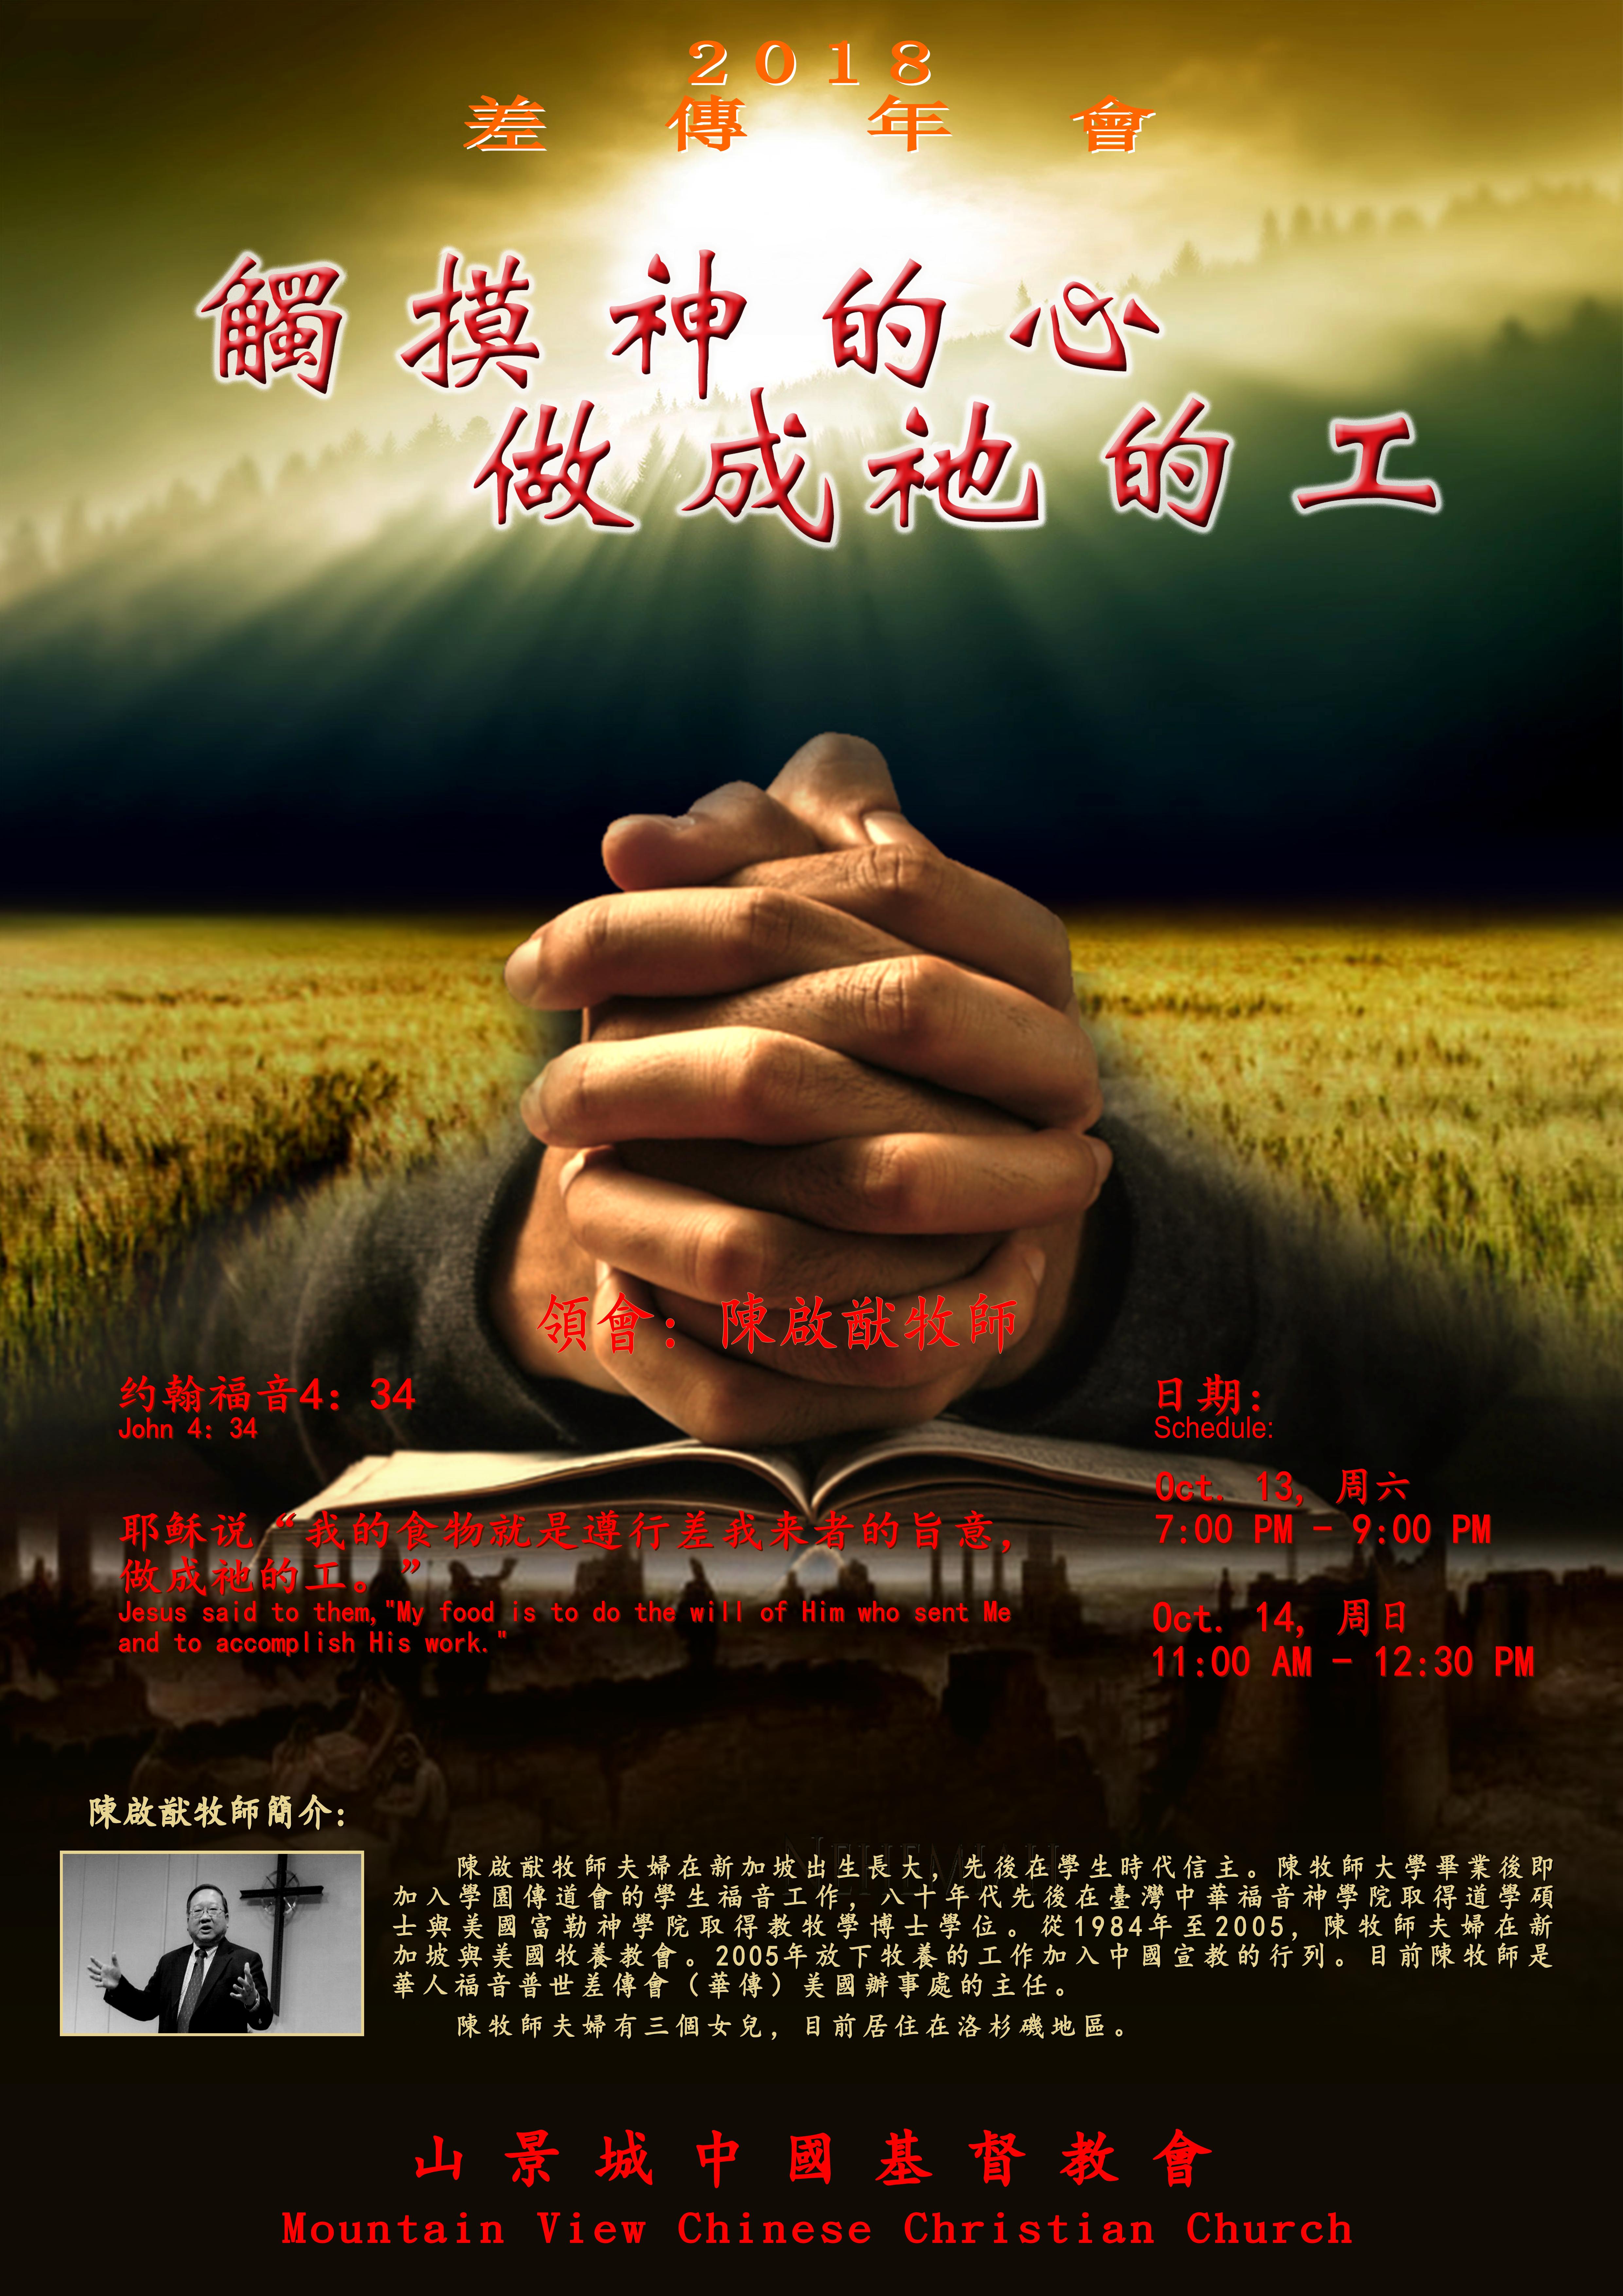 2018
差傳年會
觸摸神的心
做成祂的工
領會：陳啟猷牧師
约翰福音4：34
John 4: 34
耶稣说“我的食物就是遵行差我来者的旨意，
做成祂的工。”
Jesus said to them,"My food is to do the will of Him who sent Me
and to accomplish His work."
日期：
Schedule:
Oct. 13, 周六
7:00 PM - 9:00 PM
Oct. 14, 周日
11:00 AM - 12:30 PM
陳啟猷牧師簡介：
NEHEMIAH
陳啟猷牧師夫婦在新加坡出生長大，先後在學生時代信主。陳牧師大學畢業後即
加入學園傳道會的學生福音工作，八十年代先後在臺灣中華福音神學院取得道學碩
士與美國富勒神學院取得教牧學博士學位。從1984年至2005，陳牧師夫婦在新
加坡與美國牧養教會。2005年放下牧養的工作加入中國宣教的行列。目前陳牧師是
華人福音普世差傳會（華傳）美國辦事處的主任。
陳牧師夫婦有三個女兒，目前居住在洛杉磯地區。
山景城中國基督教會
Mountain View Chinese Christian Church